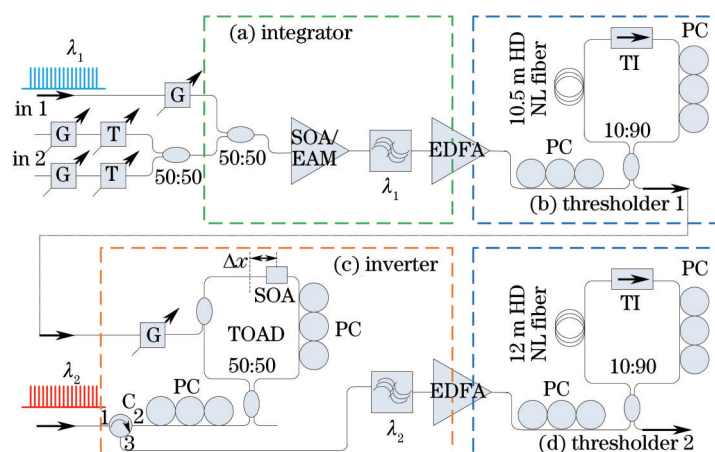 (a) integrator
λ1
in 1
G
G
T
in 2
G
T
50:50
50:50
SOA/
EAM
λ1
EDFA
PC
10.5 m HD
NL fiber
TI
PC
10:90
(b) thresholder 1
Δx
(c) inverter
SOA
G
TOAD
PC
50:50
λ2
PC
C
1
2
3
λ2
EDFA
PC
12 m HD
NL fiber
TI
PC
10:90
(d) thresholder 2